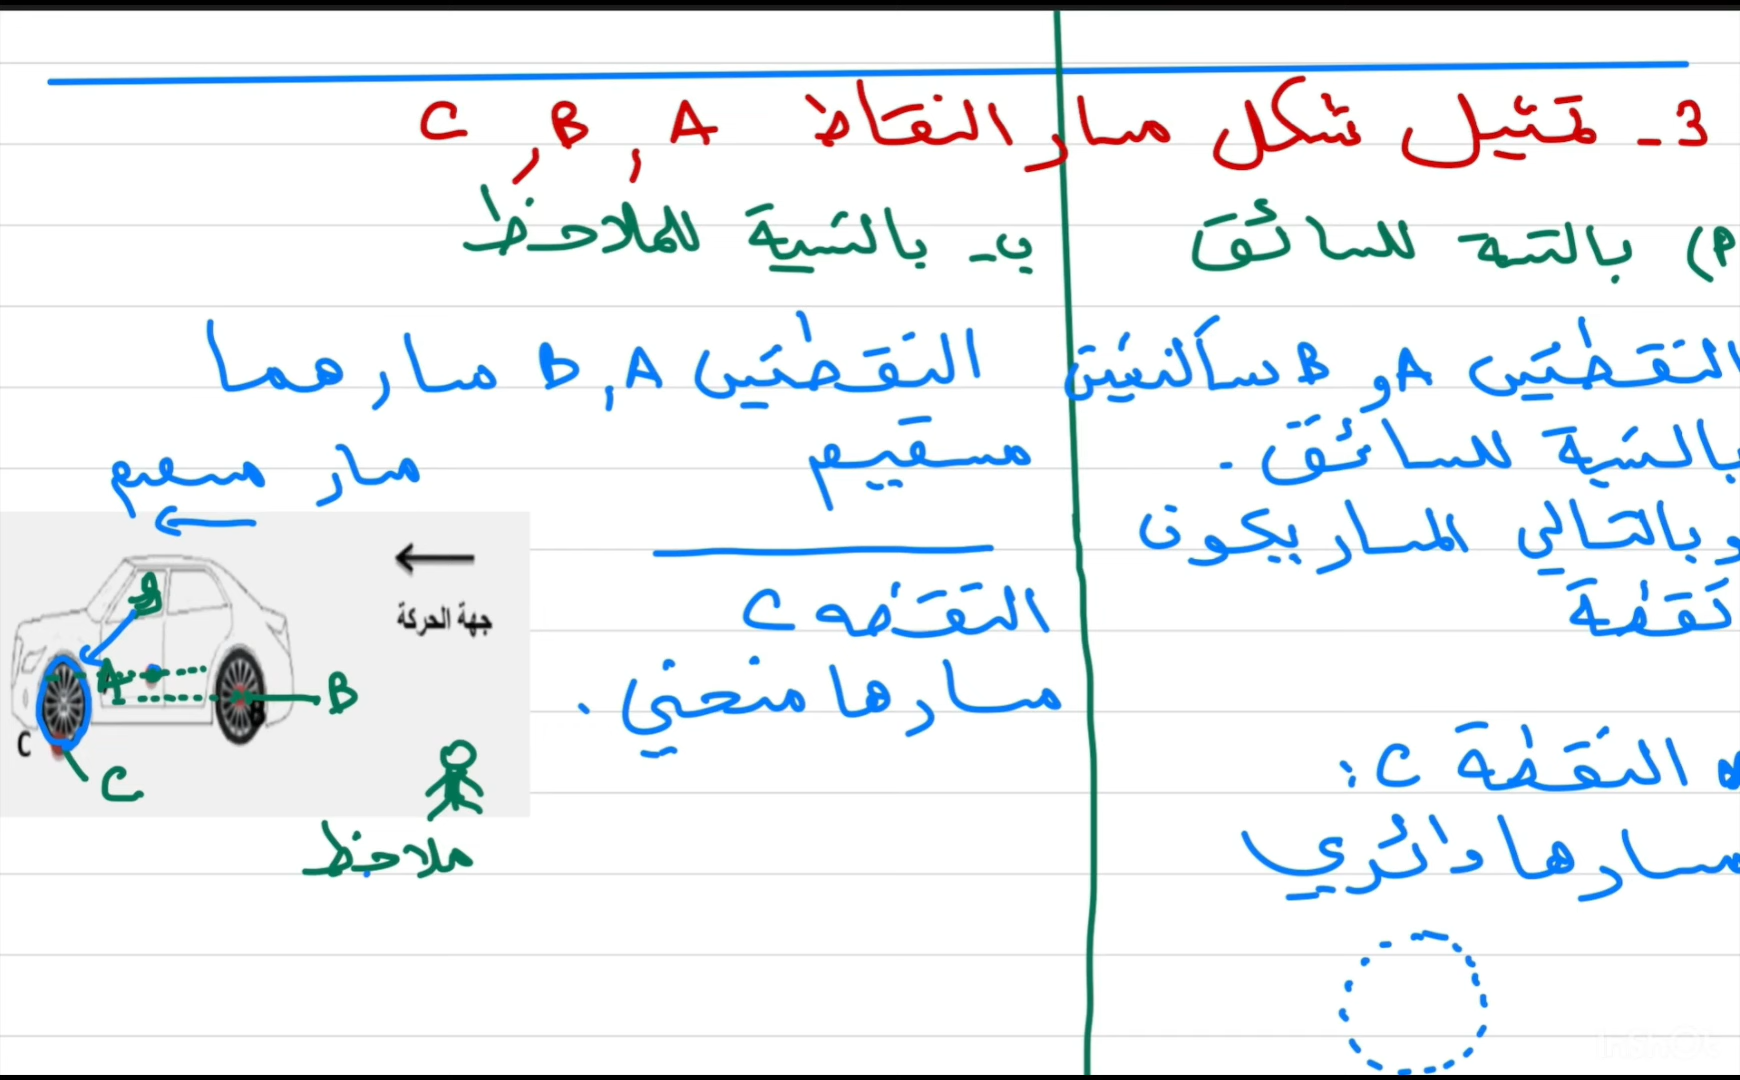 3 - تمثيل شكل مسار النقاط A , B , C
P) بالنسبة للسائق
النقطتين A و B ساكنتين
بالنسبة للسائق .
وبالتالي المسار يكون
نقطة
النقطة C :
مسارها دائري
ب - بالنسبة للملاحظ
النقطتين A , B مسارهما
مستقيم
النقطة C
مسارها منحني .
مسار مستقيم
جهة الحركة
A
B
B
C
C
ملاحظ
InShOt